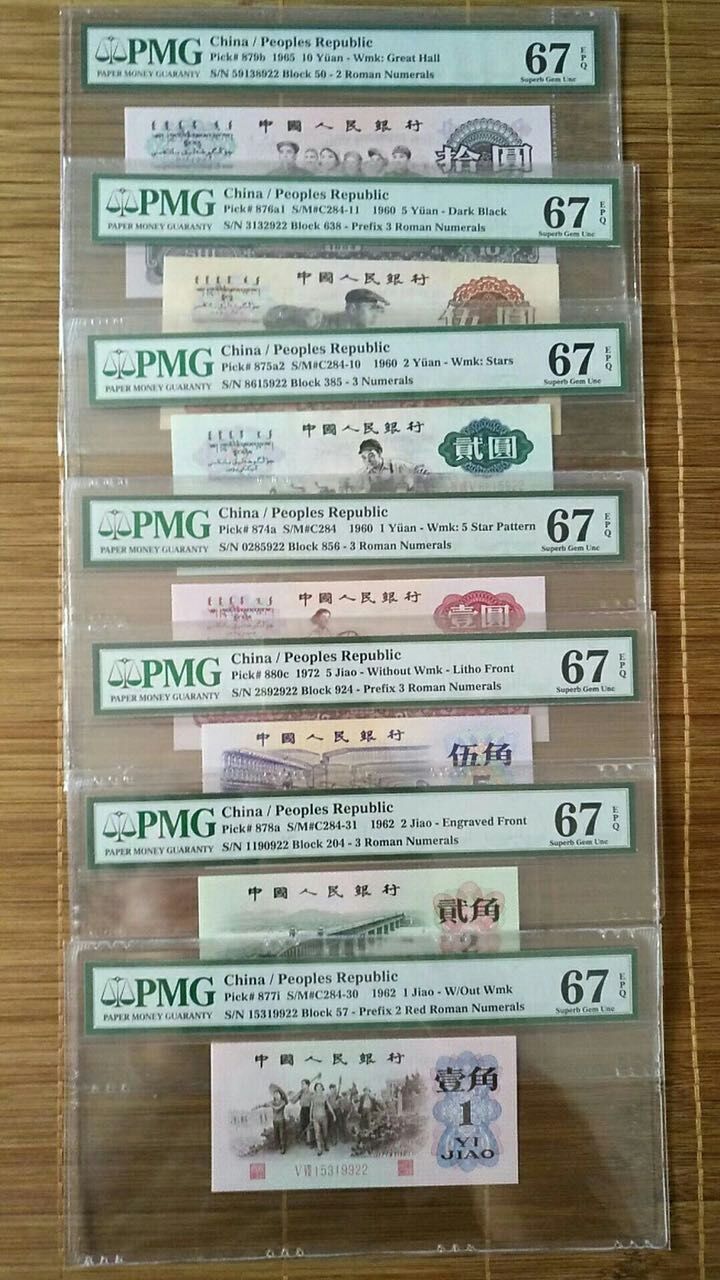 PMG
PAPER MONEY GUARANTY
China / Peoples Republic
Pick# 879b 1965 10 Yüan - Wmk: Great Hall
S/N 59138922 Block 50 - 2 Roman Numerals
67
EPQ
Superb Gem Unc
中國人民銀行
拾圓
PMG
PAPER MONEY GUARANTY
China / Peoples Republic
Pick# 876a1 S/M#C284-11 1960 5 Yüan - Dark Black
S/N 3132922 Block 638 - Prefix 3 Roman Numerals
67
EPQ
Superb Gem Unc
中國人民銀行
伍圓
PMG
PAPER MONEY GUARANTY
China / Peoples Republic
Pick# 875a2 S/M#C284-10 1960 2 Yüan - Wmk: Stars
S/N 8615922 Block 385 - 3 Numerals
67
EPQ
Superb Gem Unc
中國人民銀行
貳圓
PMG
PAPER MONEY GUARANTY
China / Peoples Republic
Pick# 874a S/M#C284 1960 1 Yüan - Wmk: 5 Star Pattern
S/N 0285922 Block 856 - 3 Roman Numerals
67
EPQ
Superb Gem Unc
中國人民銀行
壹圓
PMG
PAPER MONEY GUARANTY
China / Peoples Republic
Pick# 880c 1972 5 Jiao - Without Wmk - Litho Front
S/N 2892922 Block 924 - Prefix 3 Roman Numerals
67
EPQ
Superb Gem Unc
中國人民銀行
伍角
5
PMG
PAPER MONEY GUARANTY
China / Peoples Republic
Pick# 878a S/M#C284-31 1962 2 Jiao - Engraved Front
S/N 1190922 Block 204 - 3 Roman Numerals
67
EPQ
Superb Gem Unc
中國人民銀行
貳角
2
PMG
PAPER MONEY GUARANTY
China / Peoples Republic
Pick# 877i S/M#C284-30 1962 1 Jiao - W/Out Wmk
S/N 15319922 Block 57 - Prefix 2 Red Roman Numerals
67
EPQ
Superb Gem Unc
中國人民銀行
壹角
1
YI
JIAO
V Ⅶ 15319922